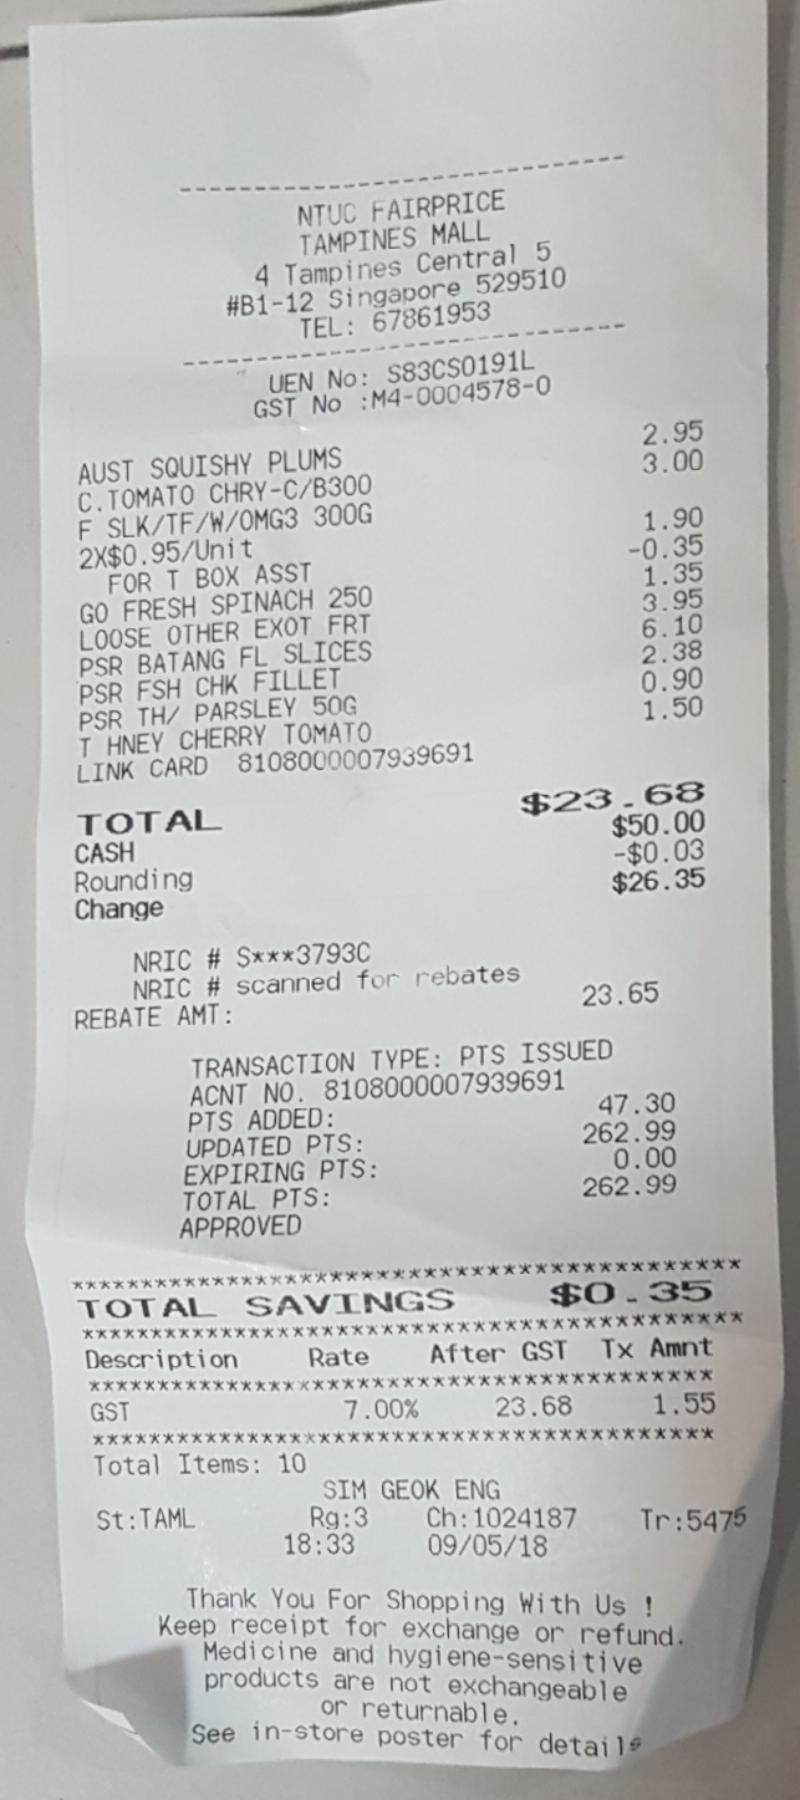 NTUC FAIRPRICE
TAMPINES MALL
4 Tampines Central 5
#B1-12 Singapore 529510
TEL: 67861953
UEN No: S83CS0191L
GST No :M4-0004578-0
AUST SQUISHY PLUMS 2.95
C.TOMATO CHRY-C/B300 3.00
F SLK/TF/W/OMG3 300G
2X$0.95/Unit 1.90
FOR T BOX ASST -0.35
GO FRESH SPINACH 250 1.35
LOOSE OTHER EXOT FRT 3.95
PSR BATANG FL SLICES 6.10
PSR FSH CHK FILLET 2.38
PSR TH/ PARSLEY 50G 0.90
T HNEY CHERRY TOMATO 1.50
LINK CARD 8108000007939691
TOTAL $23.68
CASH $50.00
Rounding -$0.03
Change $26.35
NRIC # S***3793C
NRIC # scanned for rebates
REBATE AMT: 23.65
TRANSACTION TYPE: PTS ISSUED
ACNT NO. 8108000007939691
PTS ADDED: 47.30
UPDATED PTS: 262.99
EXPIRING PTS: 0.00
TOTAL PTS: 262.99
APPROVED
*******************************************
TOTAL SAVINGS $0.35
*******************************************
Description Rate After GST Tx Amnt
*******************************************
GST 7.00% 23.68 1.55
*******************************************
Total Items: 10
SIM GEOK ENG
St:TAML Rg:3 Ch:1024187 Tr:5475
18:33 09/05/18
Thank You For Shopping With Us !
Keep receipt for exchange or refund.
Medicine and hygiene-sensitive
products are not exchangeable
or returnable.
See in-store poster for details